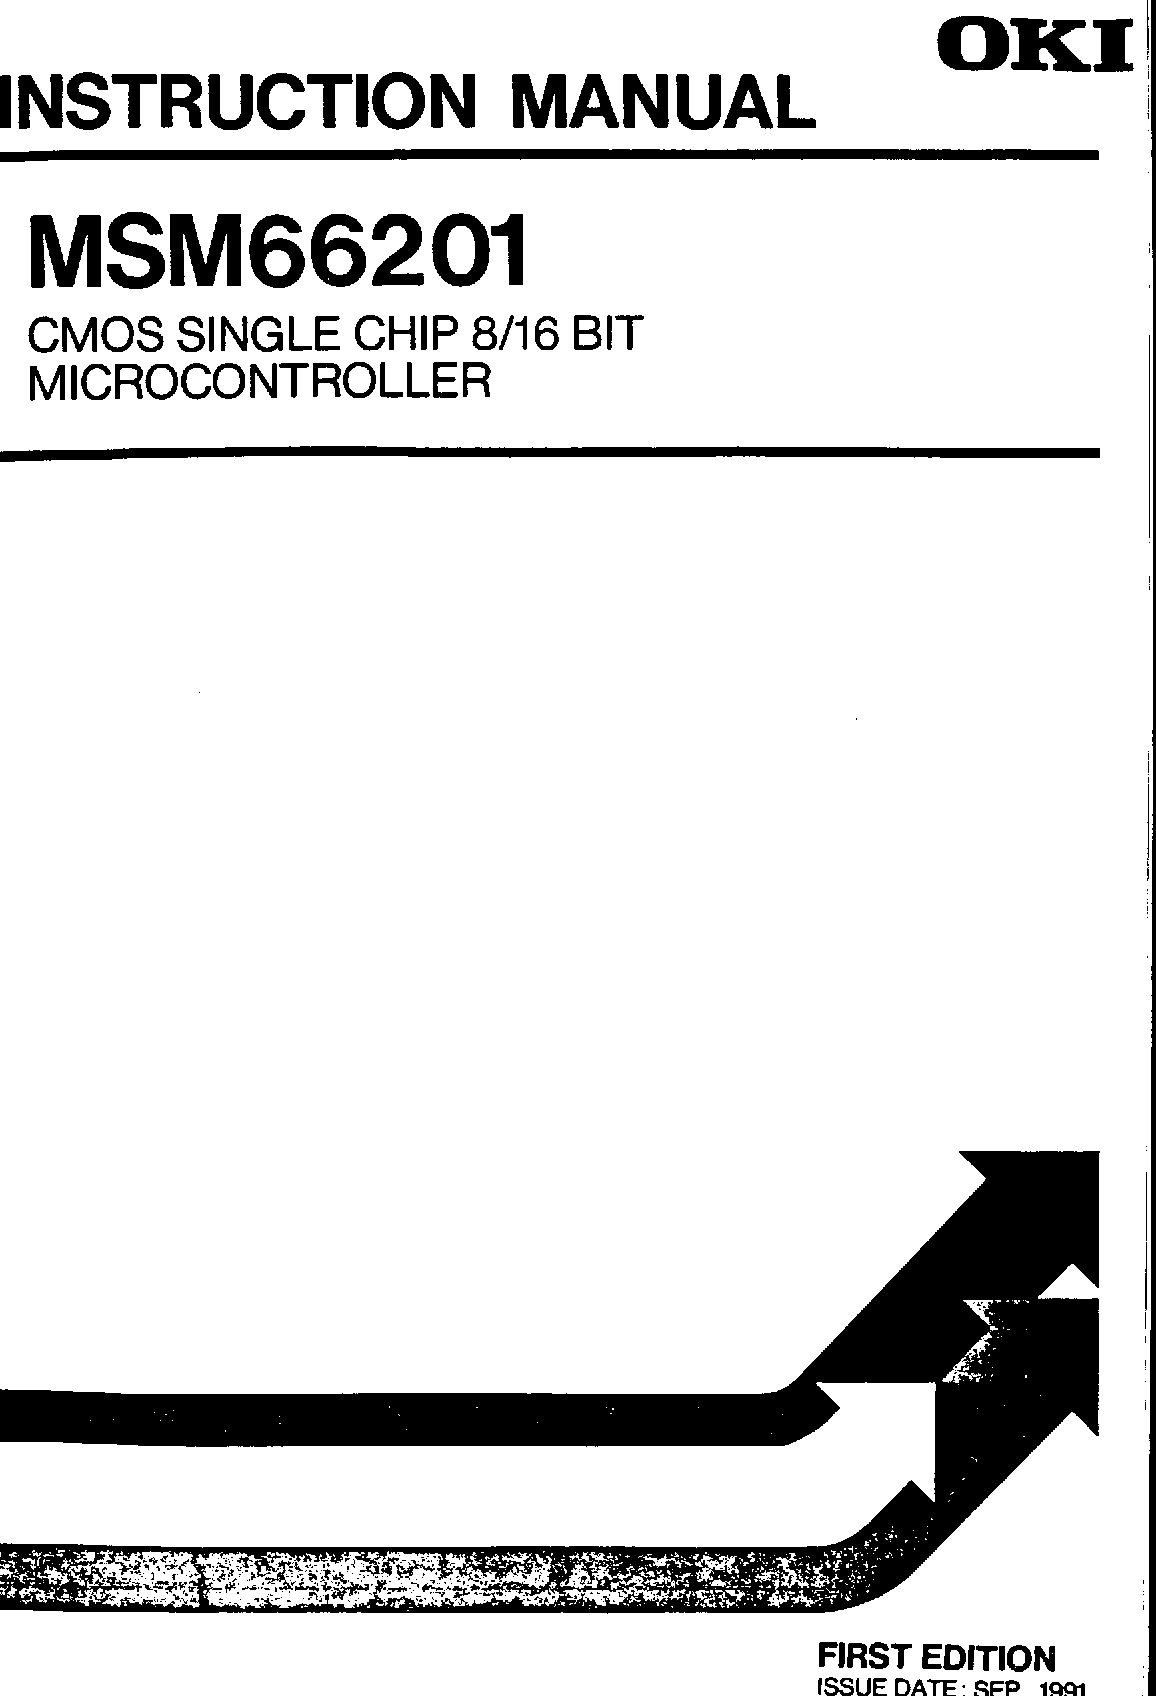 OKI
INSTRUCTION MANUAL
MSM66201
CMOS SINGLE CHIP 8/16 BIT
MICROCONTROLLER
FIRST EDITION
ISSUE DATE: SEP. 1991